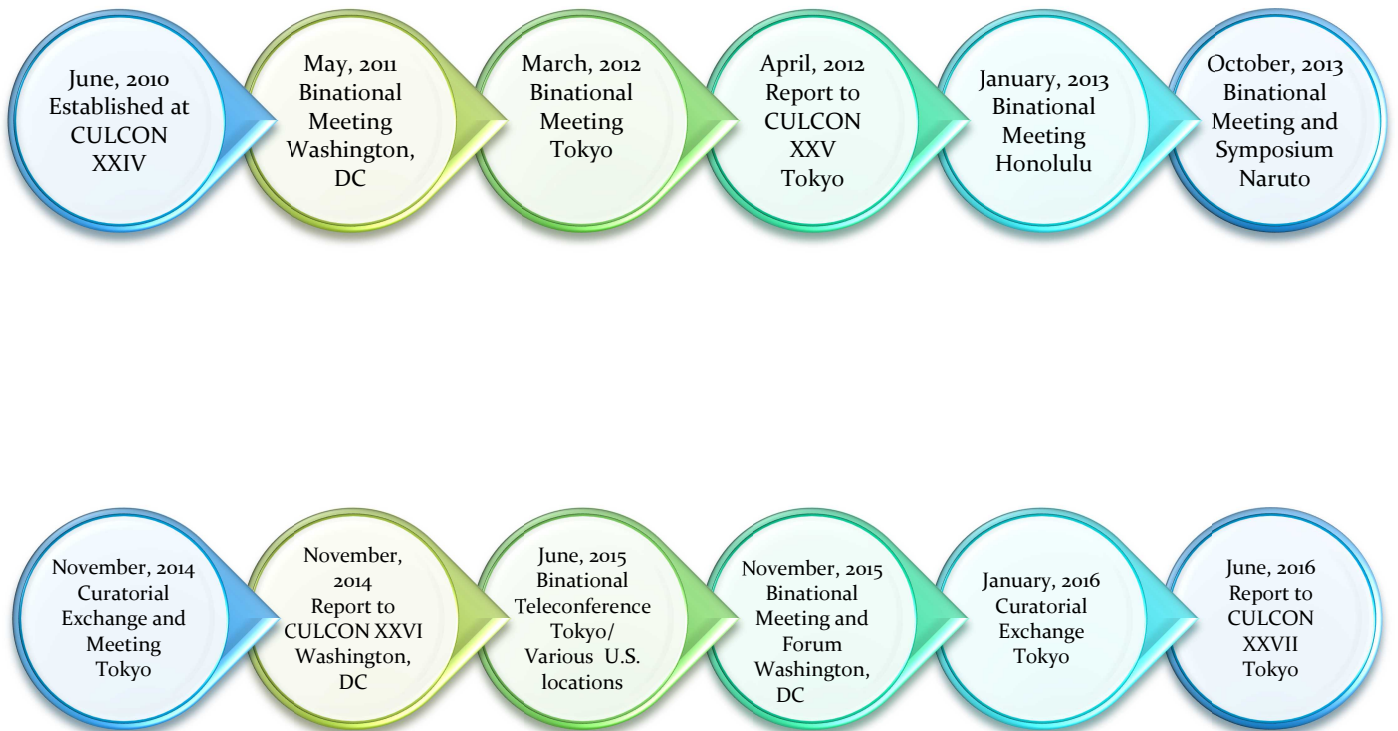 June, 2010
Established at
CULCON
XXIV
May, 2011
Binational
Meeting
Washington,
DC
March, 2012
Binational
Meeting
Tokyo
April, 2012
Report to
CULCON
XXV
Tokyo
January, 2013
Binational
Meeting
Honolulu
October, 2013
Binational
Meeting and
Symposium
Naruto
November, 2014
Curatorial
Exchange and
Meeting
Tokyo
November,
2014
Report to
CULCON XXVI
Washington,
DC
June, 2015
Binational
Teleconference
Tokyo/
Various U.S.
locations
November, 2015
Binational
Meeting and
Forum
Washington,
DC
January, 2016
Curatorial
Exchange
Tokyo
June, 2016
Report to
CULCON
XXVII
Tokyo